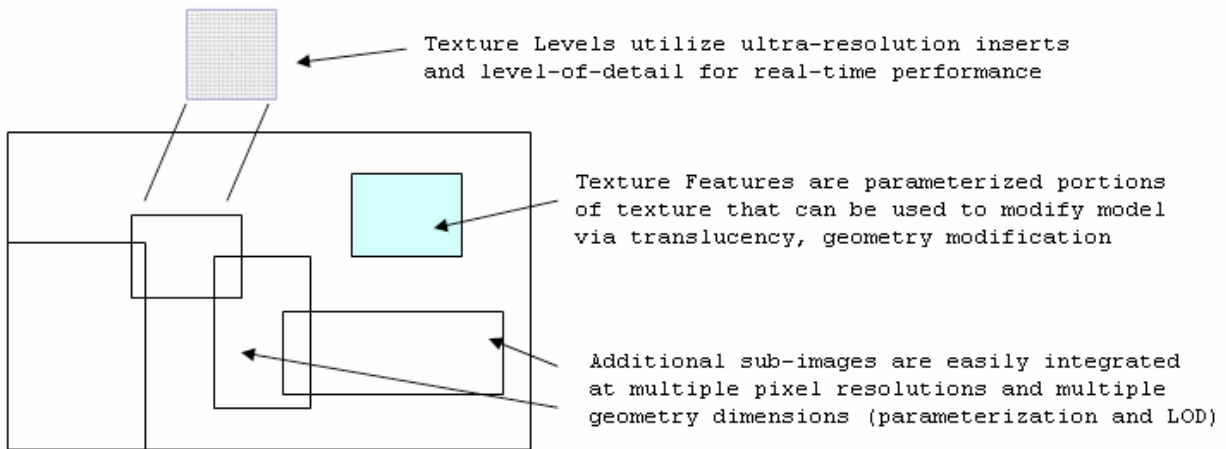 Texture Levels utilize ultra-resolution inserts
and level-of-detail for real-time performance
Texture Features are parameterized portions
of texture that can be used to modify model
via translucency, geometry modification
Additional sub-images are easily integrated
at multiple pixel resolutions and multiple
geometry dimensions (parameterization and LOD)